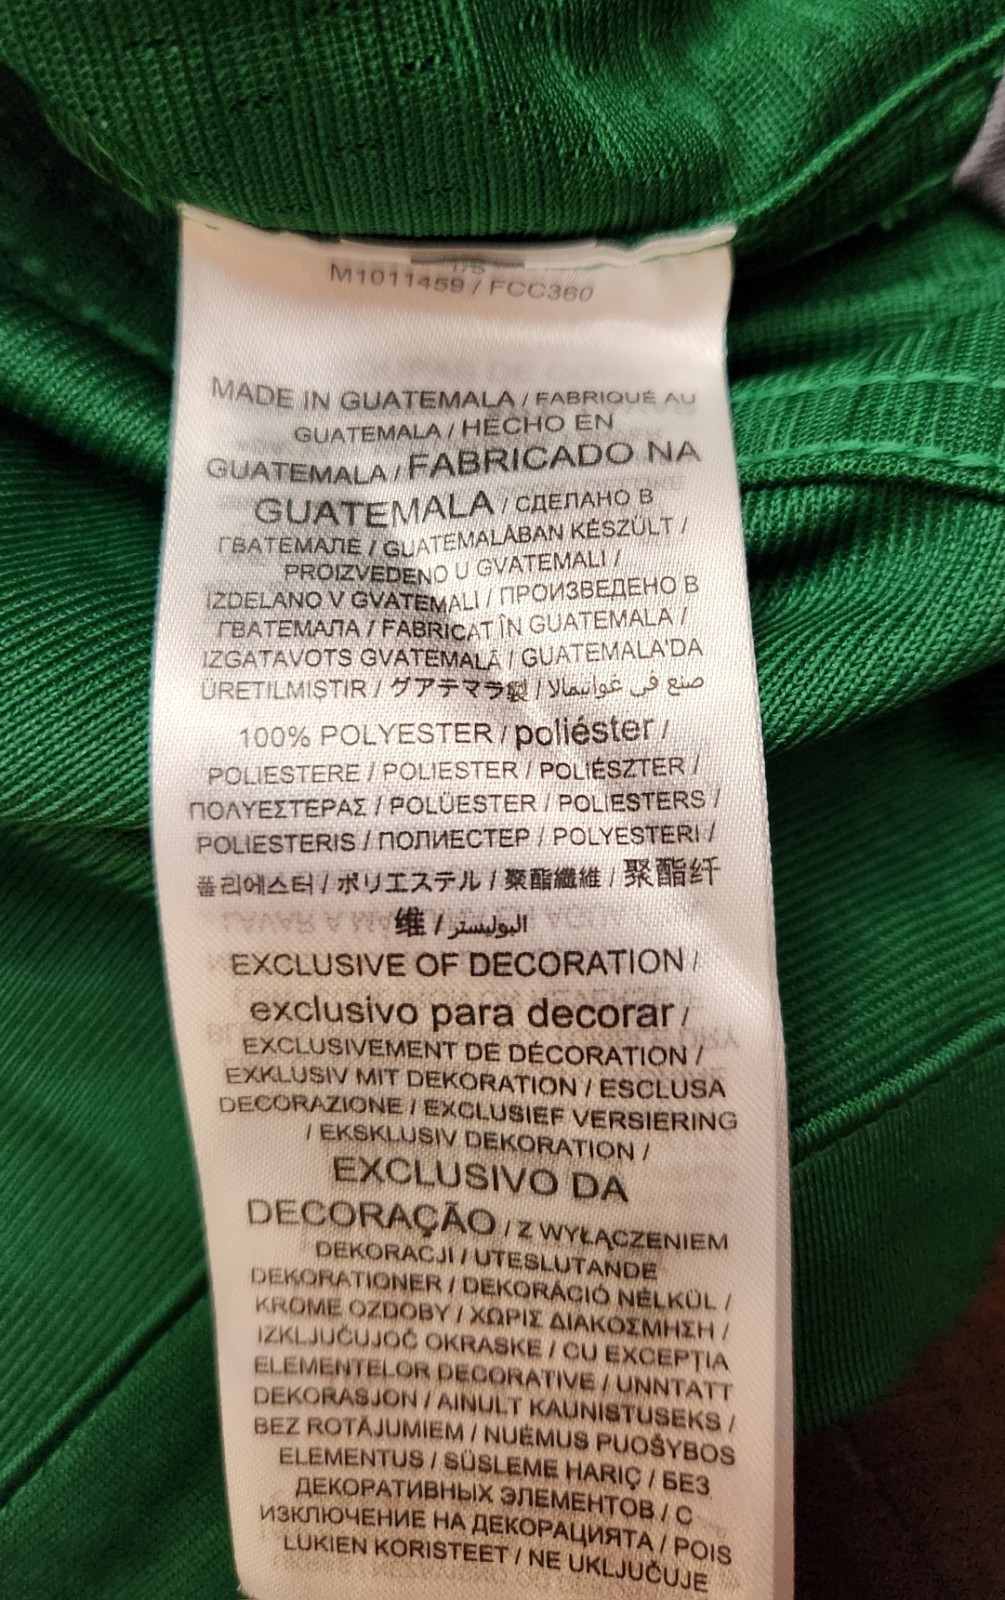 M1011459 / FCC360
MADE IN GUATEMALA / FABRIQUÉ AU
GUATEMALA / HECHO EN
GUATEMALA / FABRICADO NA
GUATEMALA / СДЕЛАНО В
ГВАТЕМАЛЕ / GUATEMALÁBAN KÉSZÜLT /
PROIZVEDENO U GVATEMALI /
IZDELANO V GVATEMALI / ПРОИЗВЕДЕНО В
ГВАТЕМАЛА / FABRICAT ÎN GUATEMALA /
IZGATAVOTS GVATEMALĀ / GUATEMALA'DA
ÜRETILMIŞTIR / グアテマラ製 / صنع في غواتيمالا
100% POLYESTER / poliéster /
POLIESTERE / POLIESTER / POLIÉSZTER /
ΠΟΛΥΕΣΤΕΡΑΣ / POLÜESTER / POLIESTERS /
POLIESTERIS / ПОЛИЕСТЕР / POLYESTERI /
폴리에스터 / ポリエステル / 聚酯纖維 / 聚酯纤
维 / البوليستر
EXCLUSIVE OF DECORATION /
exclusivo para decorar /
EXCLUSIVEMENT DE DÉCORATION /
EXKLUSIV MIT DEKORATION / ESCLUSA
DECORAZIONE / EXCLUSIEF VERSIERING
/ EKSKLUSIV DEKORATION /
EXCLUSIVO DA
DECORAÇÃO / Z WYŁĄCZENIEM
DEKORACJI / UTESLUTANDE
DEKORATIONER / DEKORÁCIÓ NÉLKÜL /
KROME OZDOBY / ΧΩΡΙΣ ΔΙΑΚΟΣΜΗΣΗ /
IZKLJUČUJOČ OKRASKE / CU EXCEPȚIA
ELEMENTELOR DECORATIVE / UNNTATT
DEKORASJON / AINULT KAUNISTUSEKS /
BEZ ROTĀJUMIEM / NUĖMUS PUOŠYBOS
ELEMENTUS / SÜSLEME HARIÇ / БЕЗ
ДЕКОРАТИВНЫХ ЭЛЕМЕНТОВ / С
ИЗКЛЮЧЕНИЕ НА ДЕКОРАЦИЯТА / POIS
LUKIEN KORISTEET / NE UKLJUČUJE